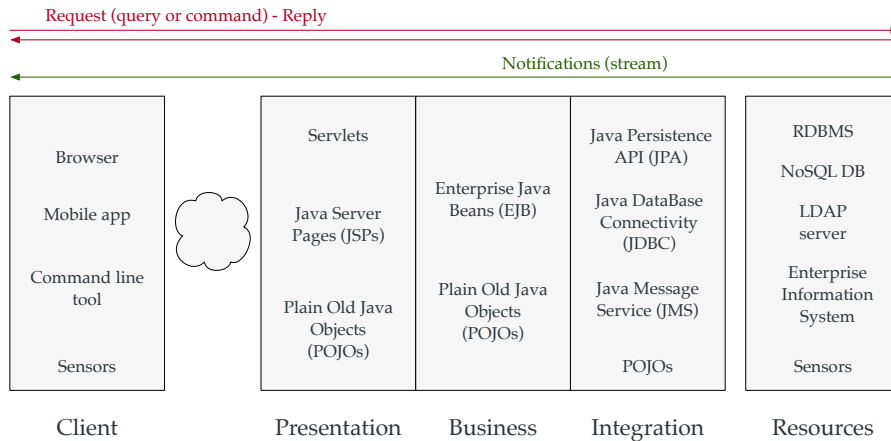 Request (query or command) - Reply
Notifications (stream)
Browser
Mobile app
Command line
tool
Sensors
Client
Servlets
Java Server
Pages (JSPs)
Plain Old Java
Objects
(POJOs)
Presentation
Enterprise Java
Beans (EJB)
Plain Old Java
Objects
(POJOs)
Business
Java Persistence
API (JPA)
Java DataBase
Connectivity
(JDBC)
Java Message
Service (JMS)
POJOs
Integration
RDBMS
NoSQL DB
LDAP
server
Enterprise
Information
System
Sensors
Resources